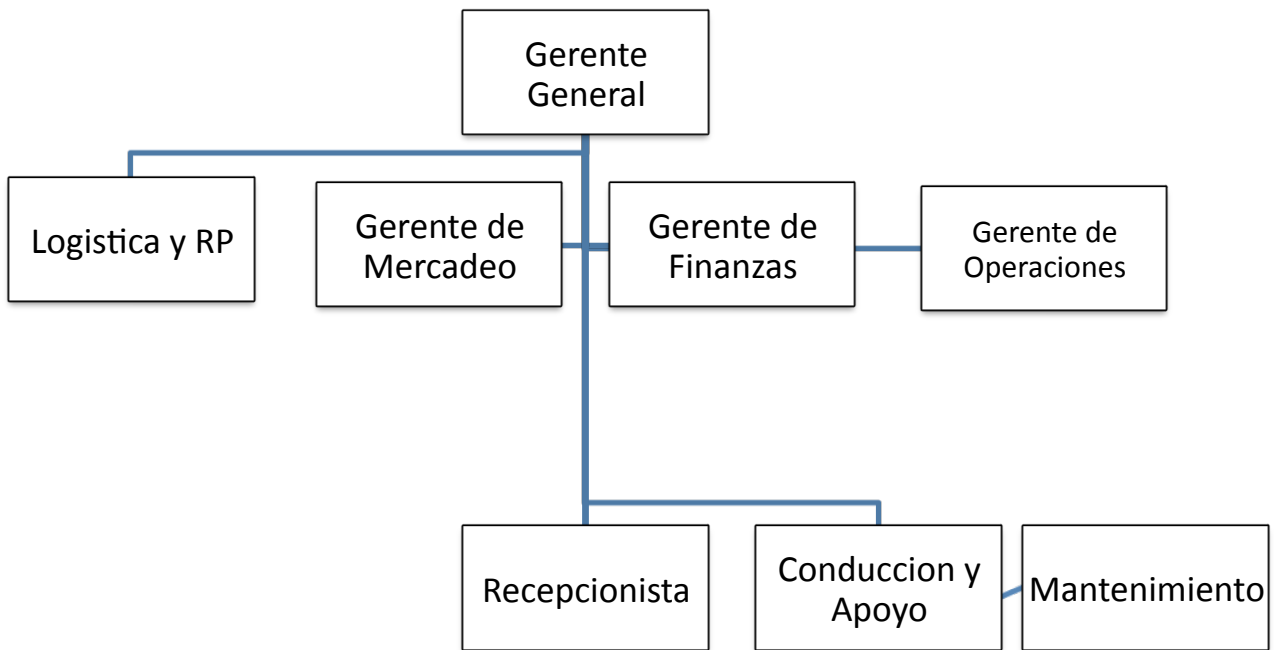 Gerente
General
Logistica y RP
Gerente de
Mercadeo
Gerente de
Finanzas
Gerente de
Operaciones
Recepcionista
Conduccion y
Apoyo
Mantenimiento